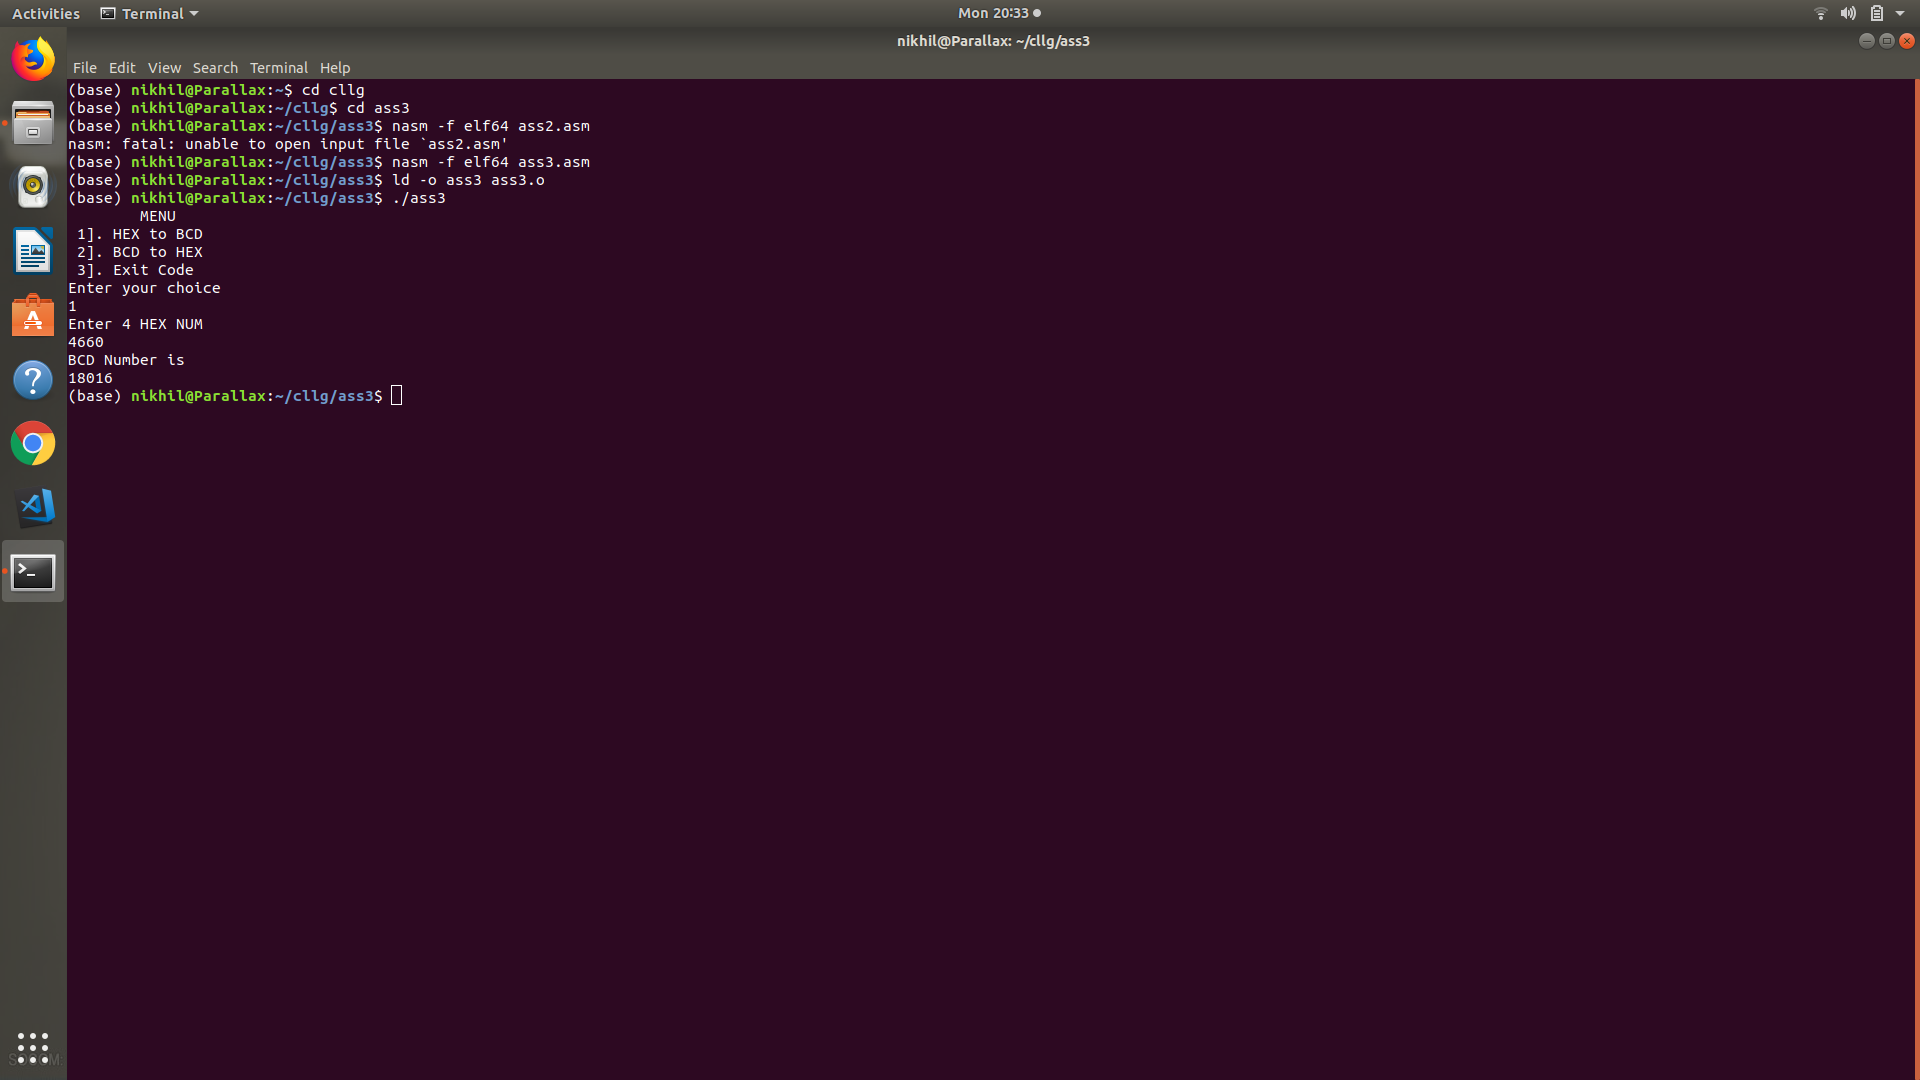 Activities Terminal Mon 20:33
nikhil@Parallax: ~/cllg/ass3
File Edit View Search Terminal Help
(base) nikhil@Parallax:~$ cd cllg
(base) nikhil@Parallax:~/cllg$ cd ass3
(base) nikhil@Parallax:~/cllg/ass3$ nasm -f elf64 ass2.asm
nasm: fatal: unable to open input file `ass2.asm'
(base) nikhil@Parallax:~/cllg/ass3$ nasm -f elf64 ass3.asm
(base) nikhil@Parallax:~/cllg/ass3$ ld -o ass3 ass3.o
(base) nikhil@Parallax:~/cllg/ass3$ ./ass3
MENU
1]. HEX to BCD
2]. BCD to HEX
3]. Exit Code
Enter your choice
1
Enter 4 HEX NUM
4660
BCD Number is
18016
(base) nikhil@Parallax:~/cllg/ass3$